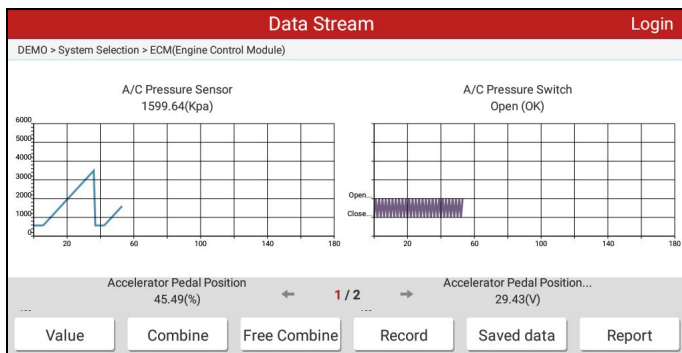 Data Stream
Login
DEMO > System Selection > ECM(Engine Control Module)
A/C Pressure Sensor
1599.64(Kpa)
A/C Pressure Switch
Open (OK)
6000
5000
4000
3000
2000
1000
0
20
60
100
140
180
Open...
Close...
20
60
100
140
180
Accelerator Pedal Position
45.49(%)
1 / 2
Accelerator Pedal Position...
29.43(V)
Value
Combine
Free Combine
Record
Saved data
Report